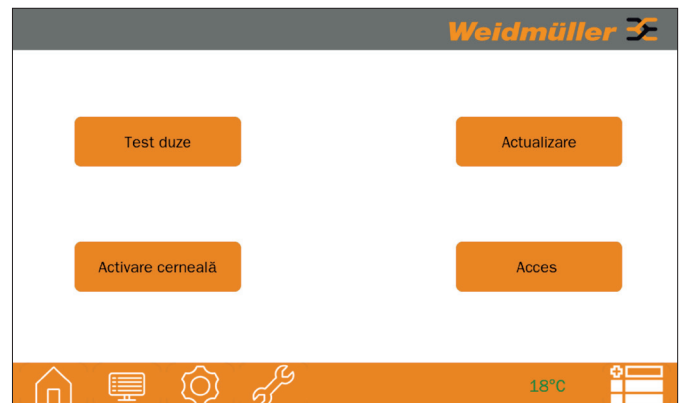 Weidmüller
Test duze
Actualizare
Activare cerneală
Acces
18°C